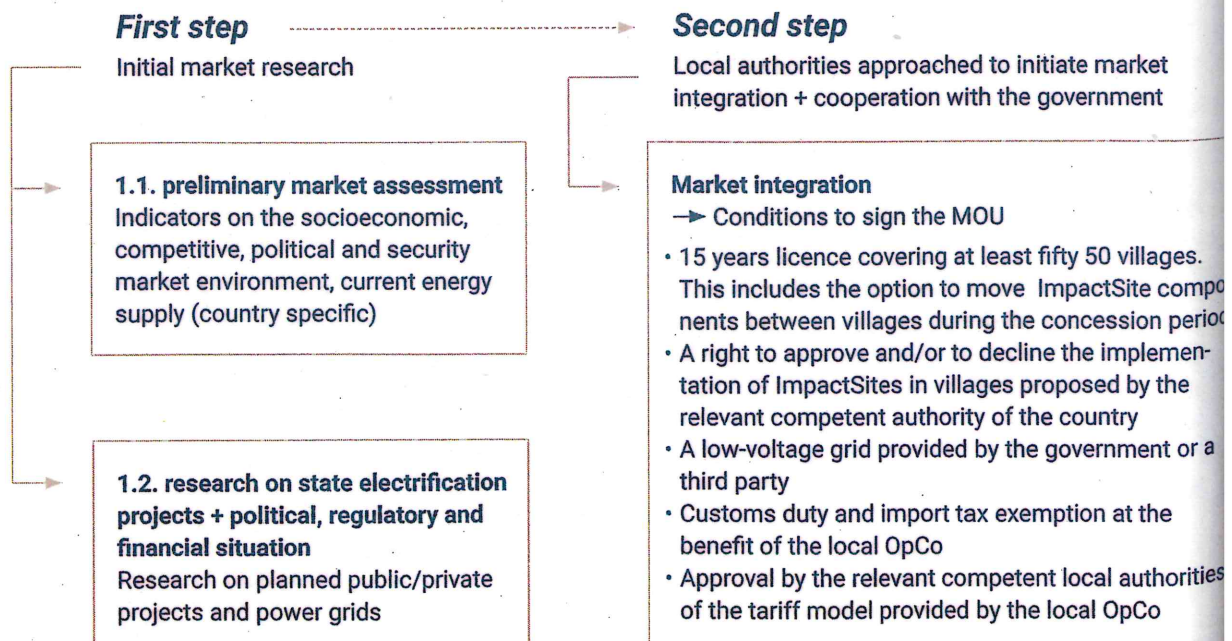 First step
Initial market research
1.1. preliminary market assessment
Indicators on the socioeconomic,
competitive, political and security
market environment, current energy
supply (country specific)
1.2. research on state electrification
projects + political, regulatory and
financial situation
Research on planned public/private
projects and power grids
Second step
Local authorities approached to initiate market
integration + cooperation with the government
Market integration
→ Conditions to sign the MOU
• 15 years licence covering at least fifty 50 villages.
This includes the option to move ImpactSite compo
nents between villages during the concession perio
• A right to approve and/or to decline the implemen-
tation of ImpactSites in villages proposed by the
relevant competent authority of the country
• A low-voltage grid provided by the government or a
third party
• Customs duty and import tax exemption at the
benefit of the local OpCo
• Approval by the relevant competent local authorities
of the tariff model provided by the local OpCo